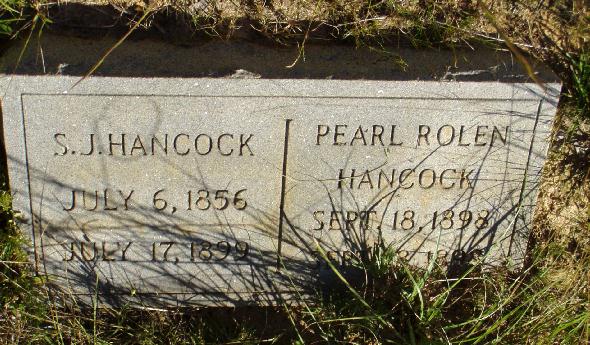 S.J. HANCOCK
JULY 6, 1856
JULY 17, 1899
PEARL ROLEN
HANCOCK
SEPT. 18, 1898